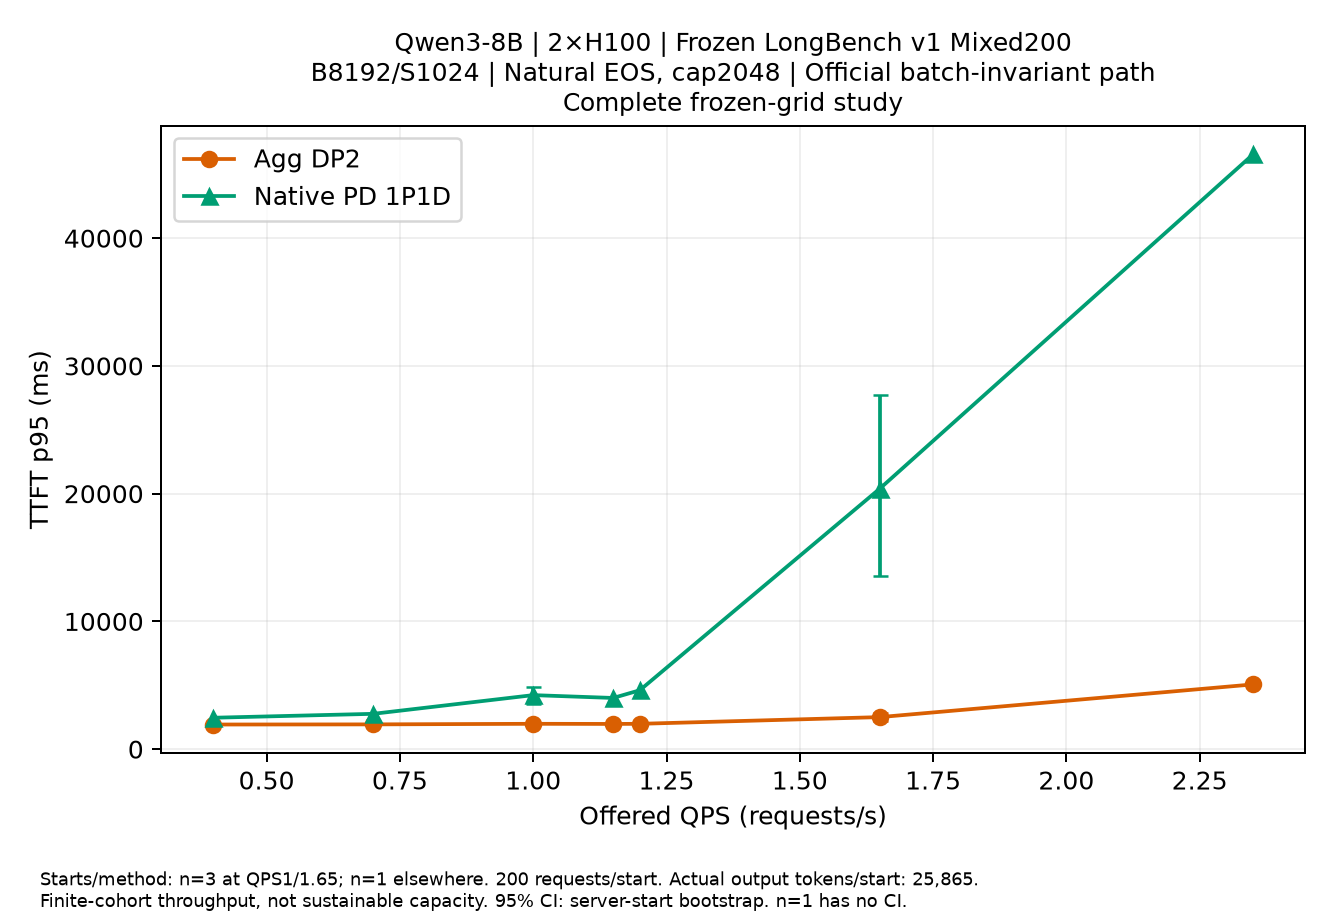 Qwen3-8B | 2×H100 | Frozen LongBench v1 Mixed200
B8192/S1024 | Natural EOS, cap2048 | Official batch-invariant path
Complete frozen-grid study
Agg DP2
Native PD 1P1D
TTFT p95 (ms)
40000
30000
20000
10000
0
0.50 0.75 1.00 1.25 1.50 1.75 2.00 2.25
Offered QPS (requests/s)
Starts/method: n=3 at QPS1/1.65; n=1 elsewhere. 200 requests/start. Actual output tokens/start: 25,865.
Finite-cohort throughput, not sustainable capacity. 95% CI: server-start bootstrap. n=1 has no CI.